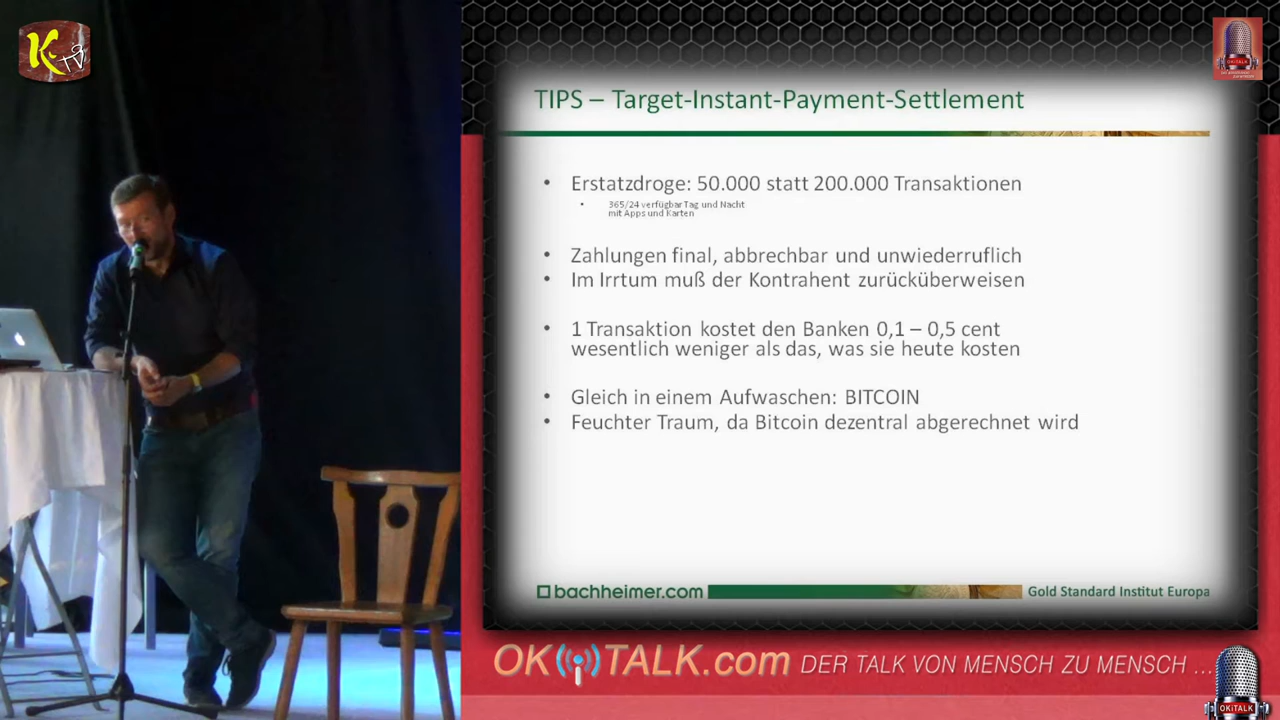 K-TV
OKiTALK
TIPS – Target-Instant-Payment-Settlement
• Erstatzdroge: 50.000 statt 200.000 Transaktionen
• 365/24 verfügbar Tag und Nacht
mit Apps und Karten
• Zahlungen final, abbrechbar und unwiederruflich
• Im Irrtum muß der Kontrahent zurücküberweisen
• 1 Transaktion kostet den Banken 0,1 – 0,5 cent
wesentlich weniger als das, was sie heute kosten
• Gleich in einem Aufwaschen: BITCOIN
• Feuchter Traum, da Bitcoin dezentral abgerechnet wird
bachheimer.com
Gold Standard Institut Europa
OKiTALK.com DER TALK VON MENSCH ZU MENSCH ...
OKiTALK